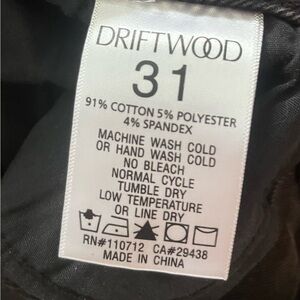 DRIFTWOOD
31
91% COTTON 5% POLYESTER
4% SPANDEX
MACHINE WASH COLD
OR HAND WASH COLD
NO BLEACH
NORMAL CYCLE
TUMBLE DRY
LOW TEMPERATURE
OR LINE DRY
RN#110712 CA#29438
MADE IN CHINA